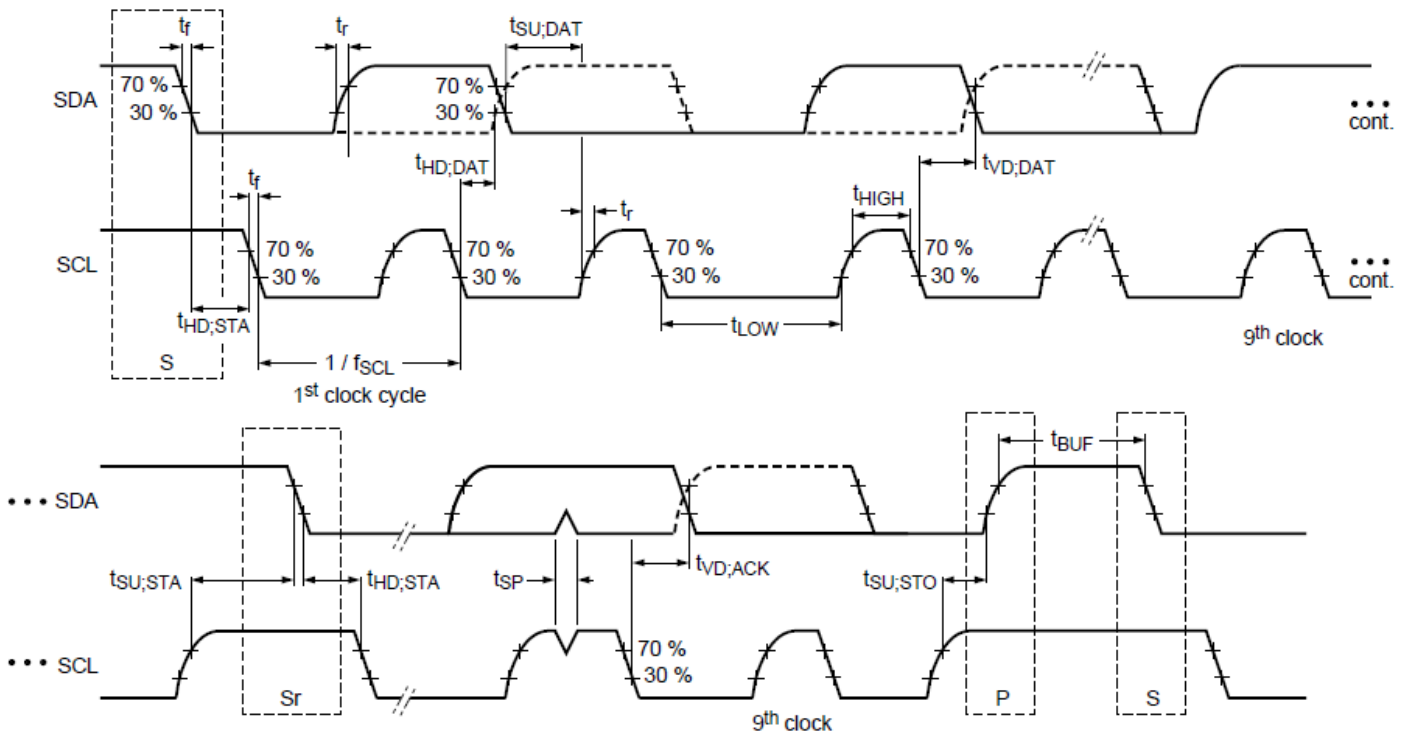 tf tr tSU;DAT
SDA 70 % 70 %
30 % 30 %
••• cont.
tHD;DAT tVD;DAT
tf tr tHIGH
SCL 70 % 70 % 70 % 70 %
30 % 30 % 30 % 30 %
••• cont.
tHD;STA tLOW
S 1 / fSCL 9th clock
1st clock cycle
tBUF
••• SDA
tSU;STA tHD;STA tSP tVD;ACK tSU;STO
••• SCL 70 %
30 %
Sr P S
9th clock